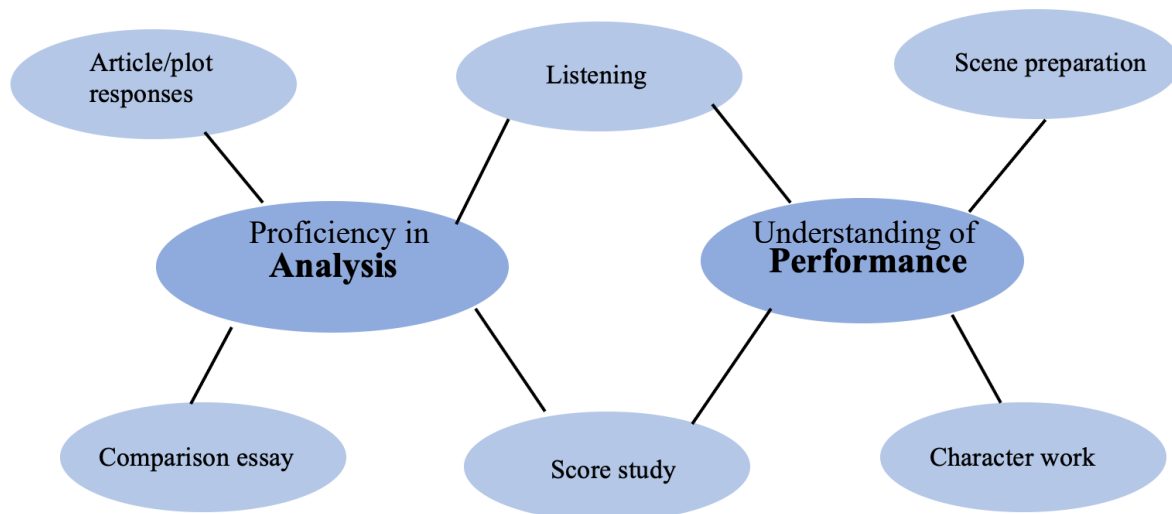 Article/plot
responses
Listening
Scene preparation
Proficiency in
Analysis
Understanding of
Performance
Comparison essay
Score study
Character work